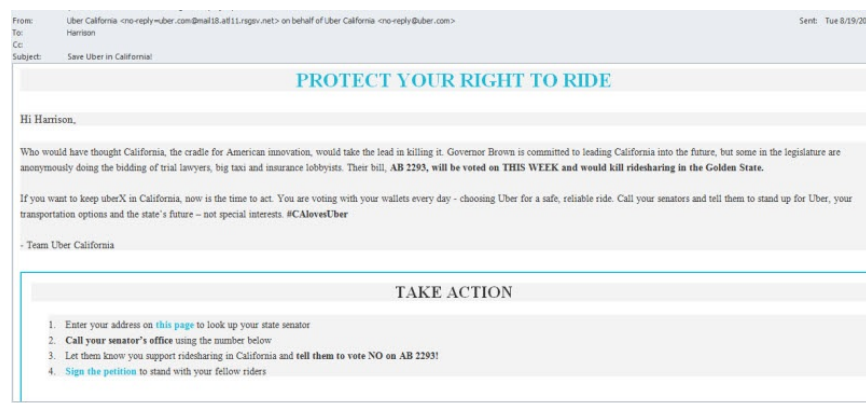 From: Uber California <no-reply=uber.com@mail18.atl11.rsgsv.net> on behalf of Uber California <no-reply@uber.com> Sent: Tue 8/19/20
To: Harrison
Cc:
Subject: Save Uber in California!
PROTECT YOUR RIGHT TO RIDE
Hi Harrison,
Who would have thought California, the cradle for American innovation, would take the lead in killing it. Governor Brown is committed to leading California into the future, but some in the legislature are
anonymously doing the bidding of trial lawyers, big taxi and insurance lobbyists. Their bill, AB 2293, will be voted on THIS WEEK and would kill ridesharing in the Golden State.
If you want to keep uberX in California, now is the time to act. You are voting with your wallets every day - choosing Uber for a safe, reliable ride. Call your senators and tell them to stand up for Uber, your
transportation options and the state's future – not special interests. #CAlovesUber
- Team Uber California
TAKE ACTION
1. Enter your address on this page to look up your state senator
2. Call your senator's office using the number below
3. Let them know you support ridesharing in California and tell them to vote NO on AB 2293!
4. Sign the petition to stand with your fellow riders